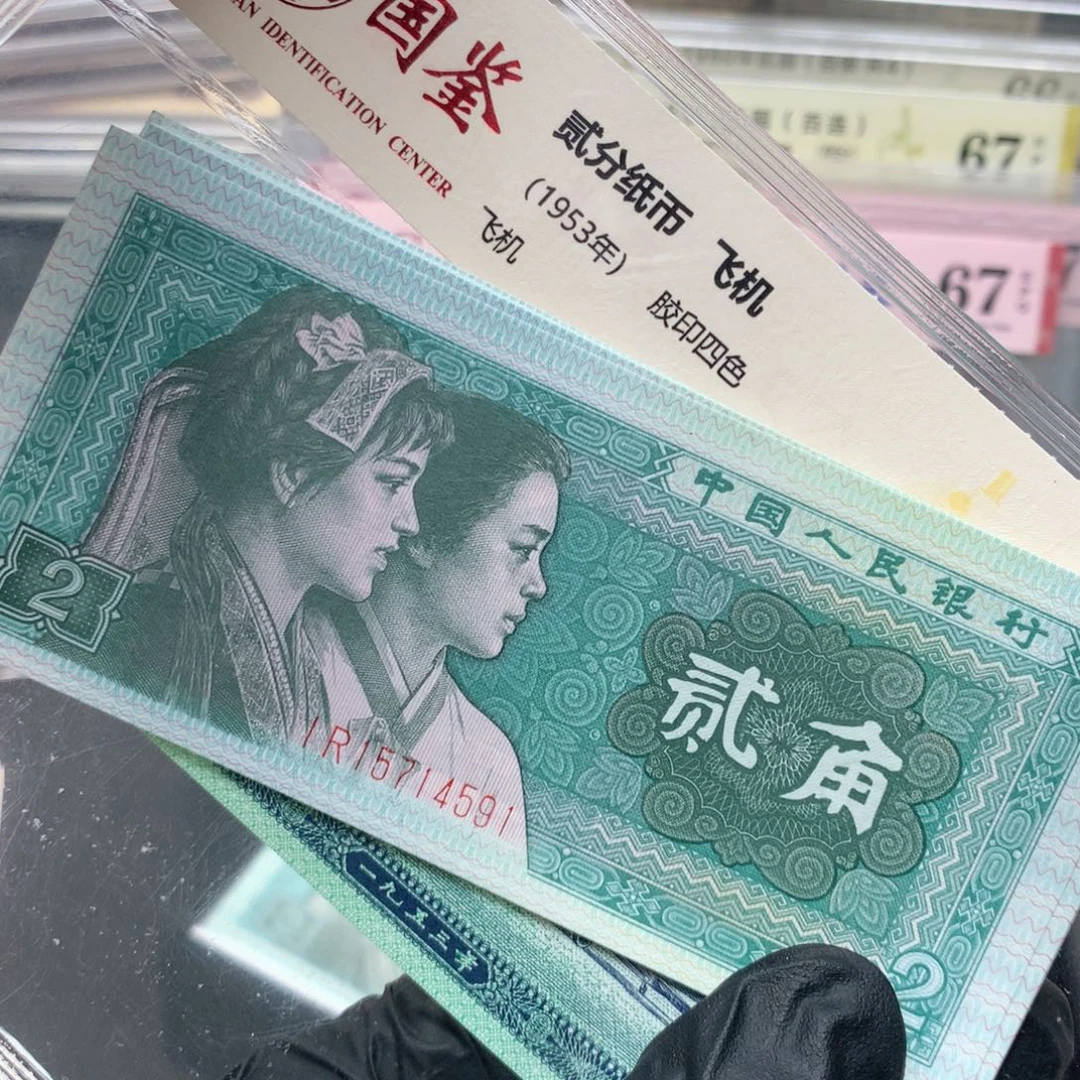 国鉴
AN IDENTIFICATION CENTER
贰分纸币 飞机
(1953年)
飞机 胶印四色
67
67
中国人民银行
贰角
2
IR15714591
2
一九五三年